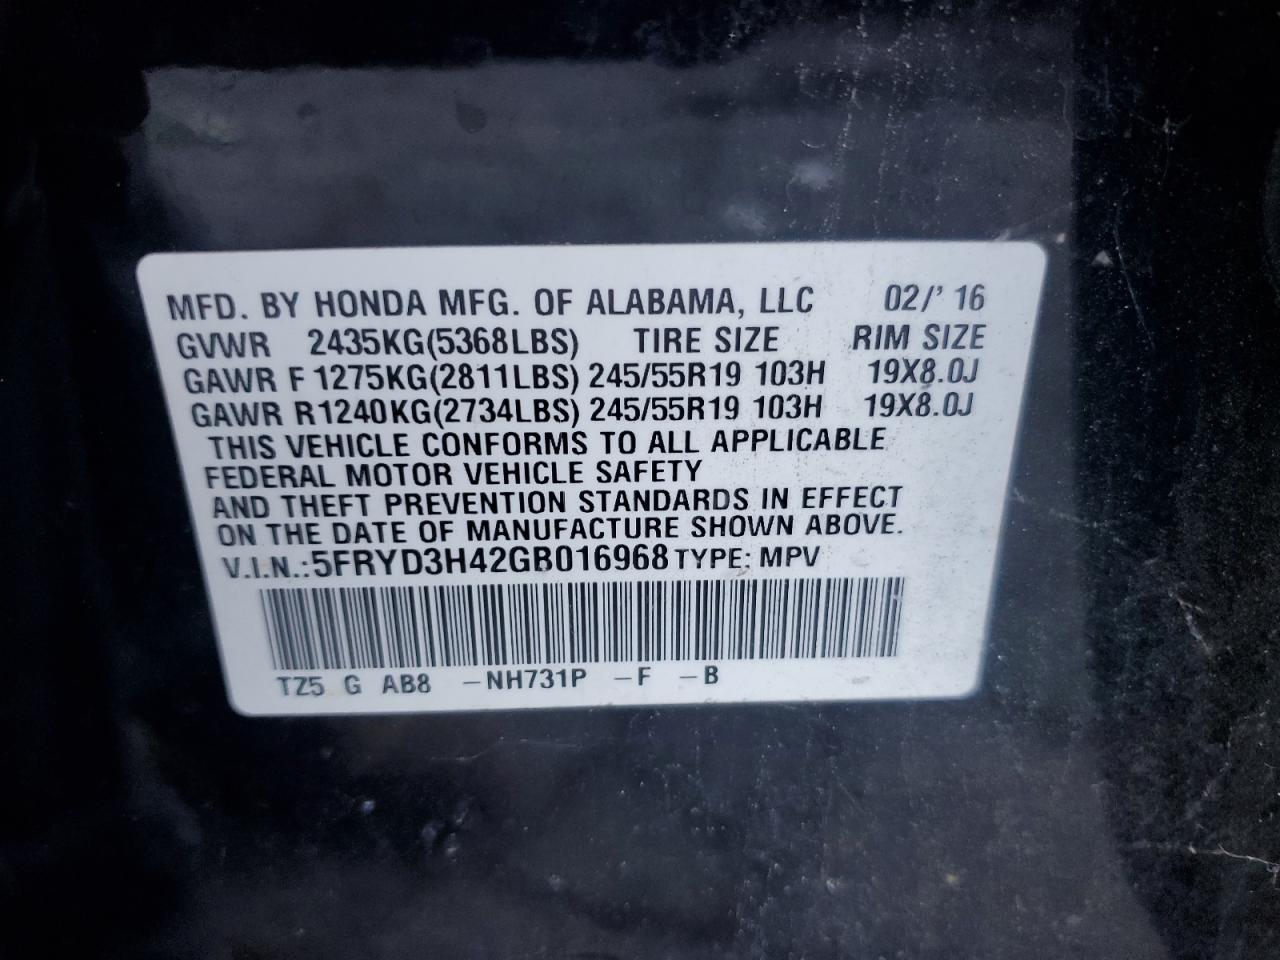 MFD. BY HONDA MFG. OF ALABAMA, LLC 02/' 16
GVWR 2435KG(5368LBS) TIRE SIZE RIM SIZE
GAWR F 1275KG(2811LBS) 245/55R19 103H 19X8.0J
GAWR R1240KG(2734LBS) 245/55R19 103H 19X8.0J
THIS VEHICLE CONFORMS TO ALL APPLICABLE
FEDERAL MOTOR VEHICLE SAFETY
AND THEFT PREVENTION STANDARDS IN EFFECT
ON THE DATE OF MANUFACTURE SHOWN ABOVE.
V.I.N.:5FRYD3H42GB016968 TYPE: MPV
TZ5 G AB8 -NH731P -F -B